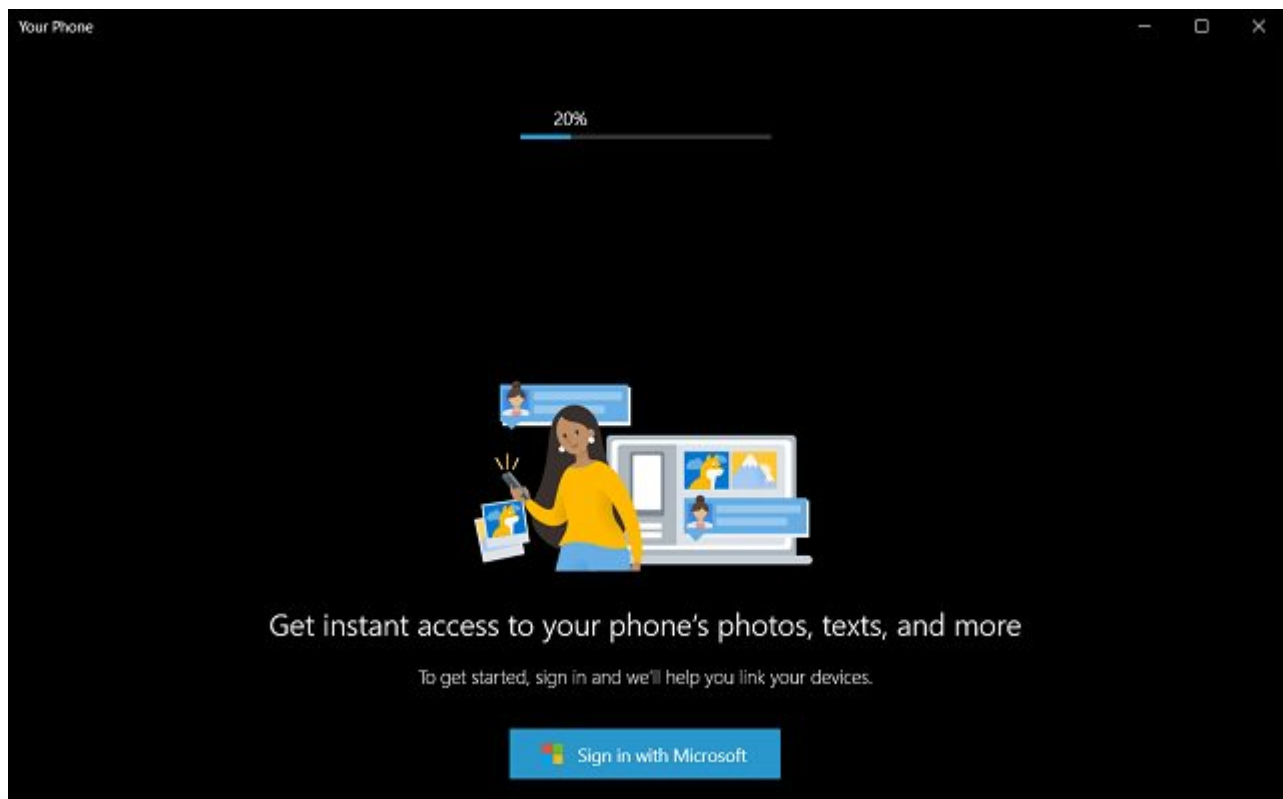 Your Phone
20%
Get instant access to your phone's photos, texts, and more
To get started, sign in and we'll help you link your devices.
Sign in with Microsoft